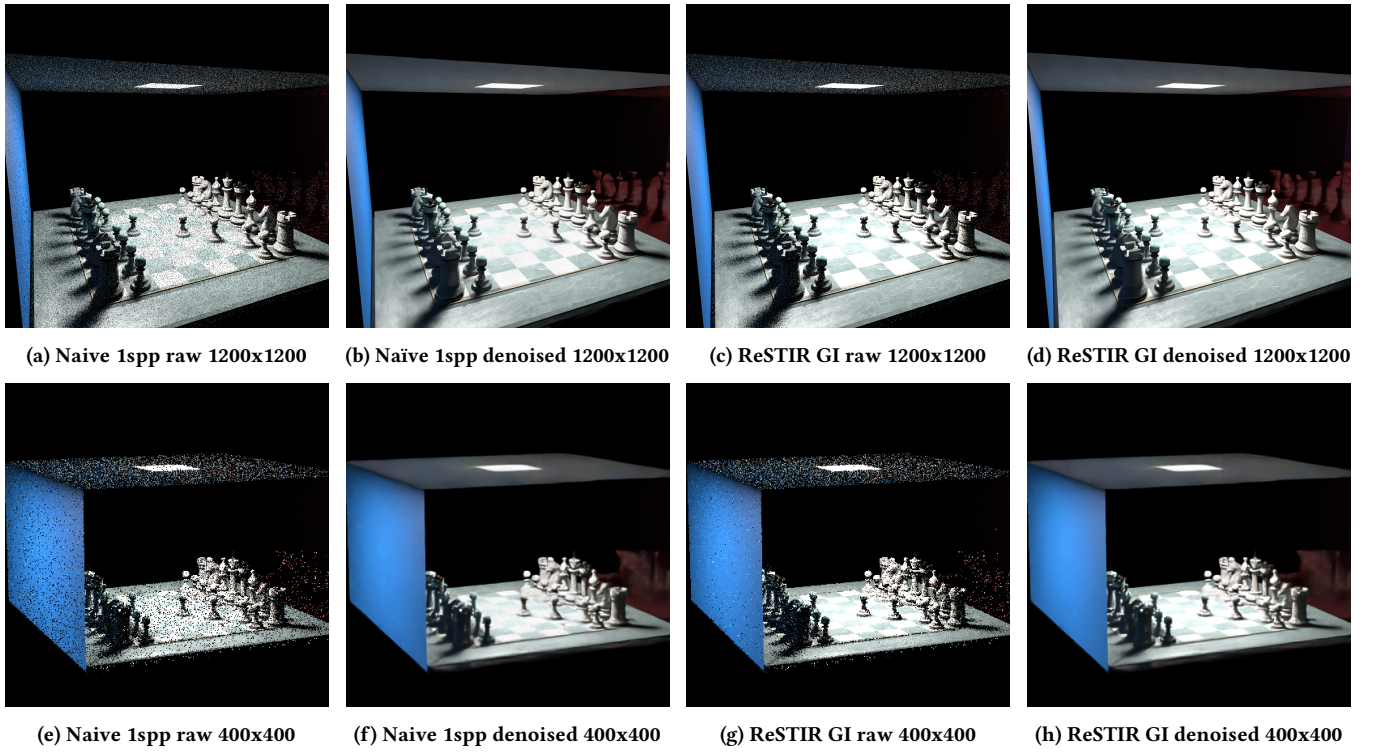 (a) Naive 1spp raw 1200x1200
(b) Naïve 1spp denoised 1200x1200
(c) ReSTIR GI raw 1200x1200
(d) ReSTIR GI denoised 1200x1200
(e) Naive 1spp raw 400x400
(f) Naive 1spp denoised 400x400
(g) ReSTIR GI raw 400x400
(h) ReSTIR GI denoised 400x400